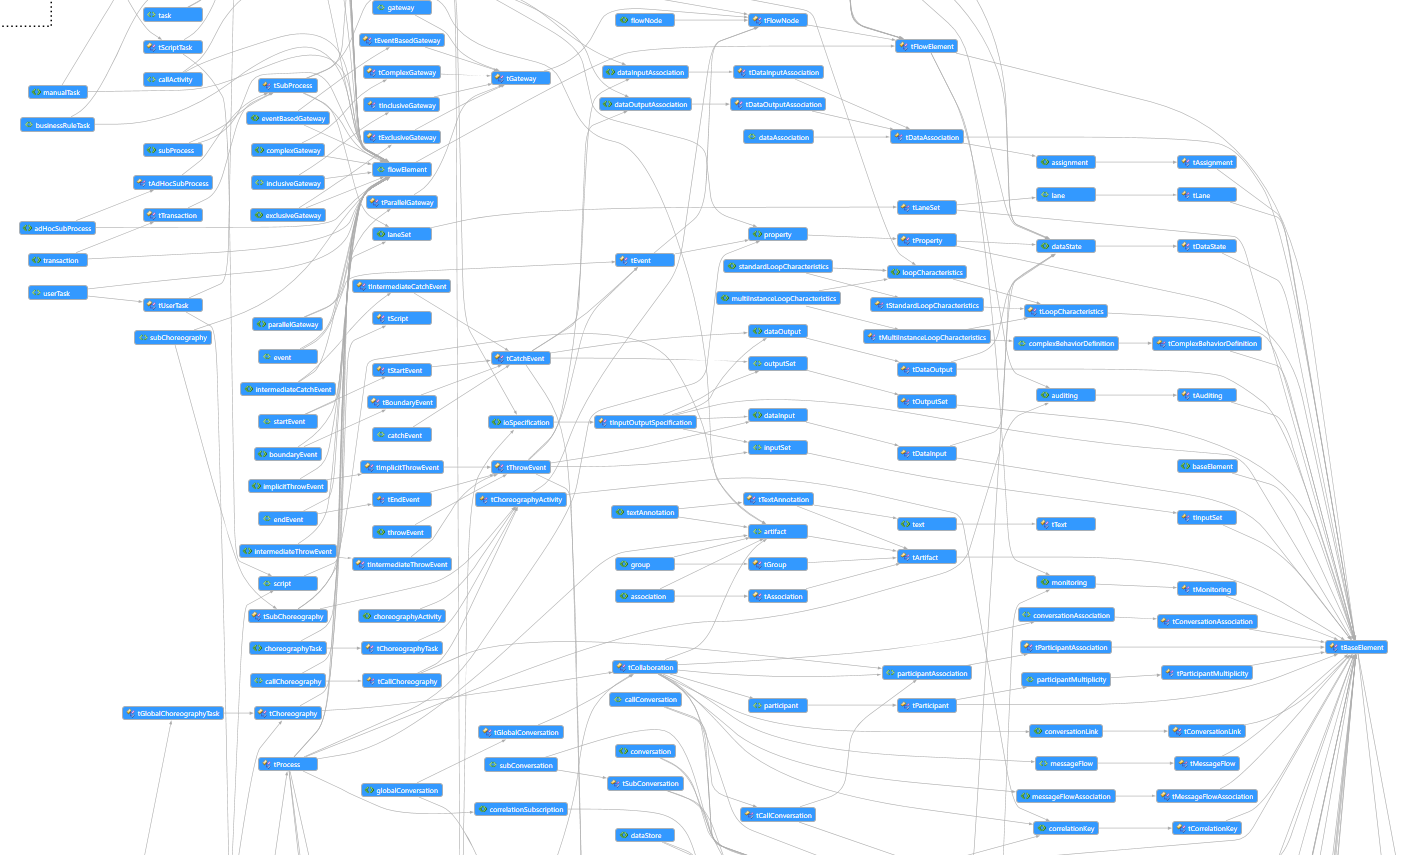 task
tScriptTask
callActivity
manualTask
businessRuleTask
subProcess
tAdHocSubProcess
tTransaction
adHocSubProcess
transaction
userTask
tUserTask
subChoreography
tGlobalChoreographyTask
tSubProcess
eventBasedGateway
complexGateway
inclusiveGateway
exclusiveGateway
parallelGateway
event
intermediateCatchEvent
startEvent
boundaryEvent
implicitThrowEvent
endEvent
intermediateThrowEvent
script
tSubChoreography
choreographyTask
callChoreography
tChoreography
tProcess
gateway
tEventBasedGateway
tComplexGateway
tInclusiveGateway
tExclusiveGateway
flowElement
tParallelGateway
laneSet
tIntermediateCatchEvent
tScript
tStartEvent
tBoundaryEvent
catchEvent
tImplicitThrowEvent
tEndEvent
throwEvent
tIntermediateThrowEvent
choreographyActivity
tChoreographyTask
tCallChoreography
globalConversation
tGateway
tCatchEvent
ioSpecification
tThrowEvent
tChoreographyActivity
tGlobalConversation
subConversation
correlationSubscription
flowNode
dataInputAssociation
dataOutputAssociation
tEvent
tInputOutputSpecification
textAnnotation
group
association
tCollaboration
callConversation
conversation
tSubConversation
dataStore
tFlowNode
tDataInputAssociation
tDataOutputAssociation
dataAssociation
property
standardLoopCharacteristics
multiInstanceLoopCharacteristics
dataOutput
outputSet
dataInput
inputSet
tTextAnnotation
artifact
tGroup
tAssociation
participant
tCallConversation
tFlowElement
tDataAssociation
tLaneSet
tProperty
loopCharacteristics
tStandardLoopCharacteristics
tMultiInstanceLoopCharacteristics
tDataOutput
tOutputSet
tDataInput
text
tArtifact
participantAssociation
tParticipant
assignment
lane
dataState
tLoopCharacteristics
complexBehaviorDefinition
auditing
tText
monitoring
conversationAssociation
tParticipantAssociation
participantMultiplicity
conversationLink
messageFlow
messageFlowAssociation
correlationKey
tAssignment
tLane
tDataState
tComplexBehaviorDefinition
tAuditing
baseElement
tInputSet
tMonitoring
tConversationAssociation
tParticipantMultiplicity
tConversationLink
tMessageFlow
tMessageFlowAssociation
tCorrelationKey
tBaseElement